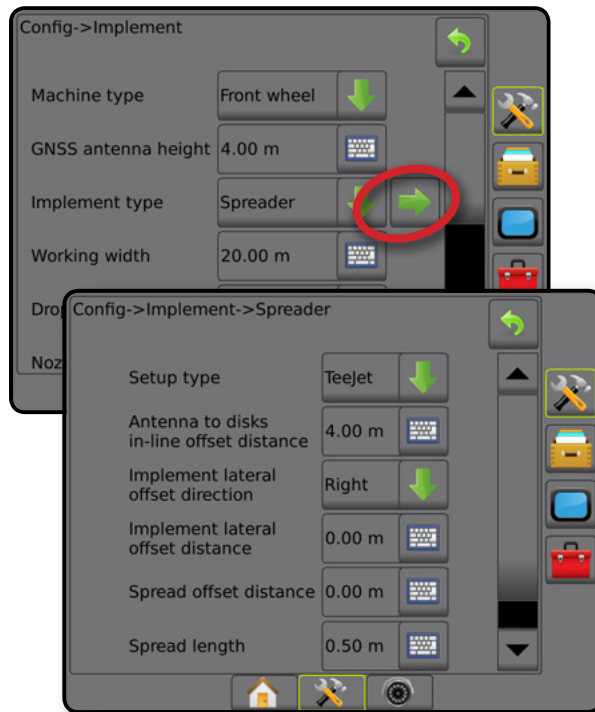 Config->Implement
Machine type Front wheel
GNSS antenna height 4.00 m
Implement type Spreader
Working width 20.00 m
Config->Implement->Spreader
Setup type TeeJet
Antenna to disks
in-line offset distance 4.00 m
Implement lateral
offset direction Right
Implement lateral
offset distance 0.00 m
Spread offset distance 0.00 m
Spread length 0.50 m